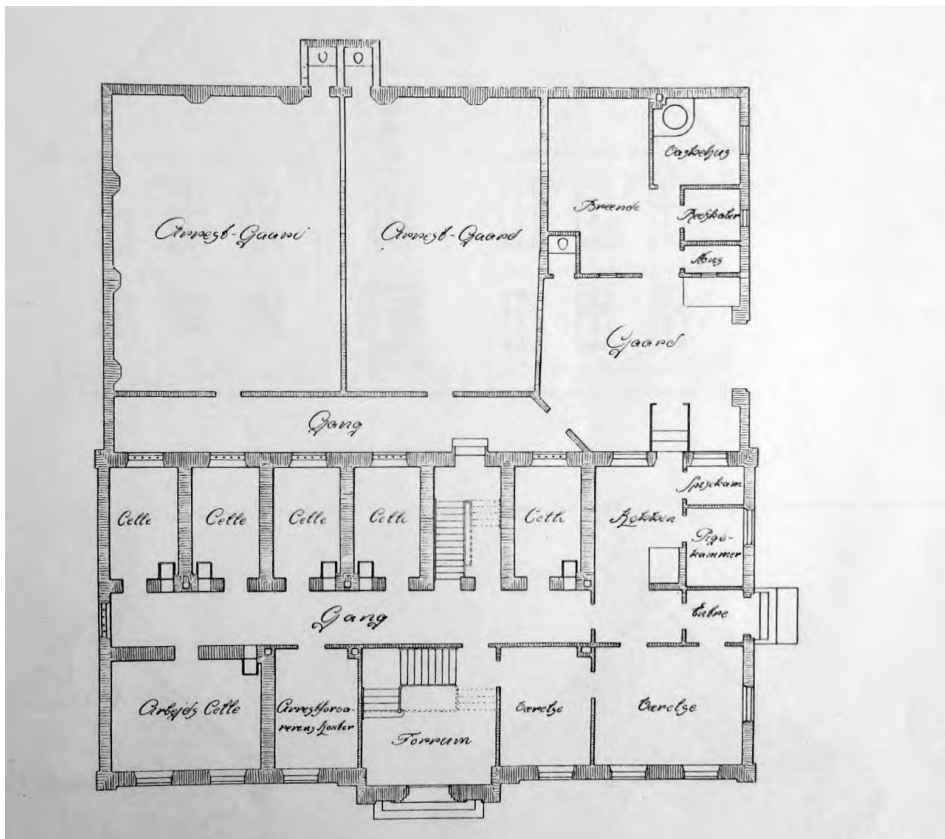 Vaskehus
Brænde
Redskaber
Arrest-Gaard
Arrest-Gaard
Gaard
Gang
Spisekam
Celle
Celle
Celle
Celle
Celle
Køkken
Pige-
kammer
Entre
Gang
Arbejds Celle
Arrestforva-
rerens Kontor
Værelse
Værelse
Forrum